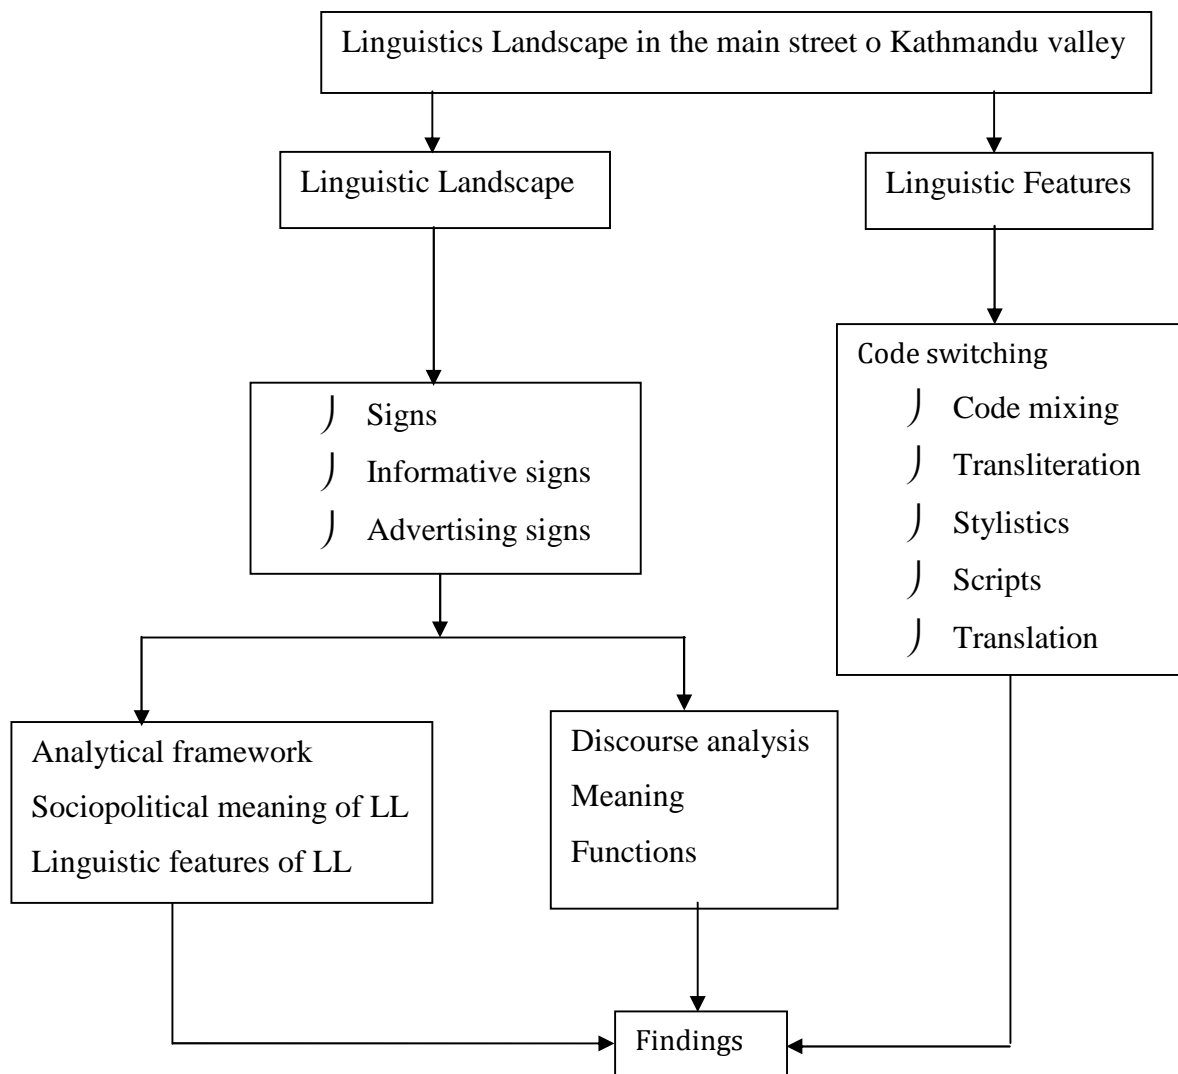 Linguistics Landscape in the main street o Kathmandu valley
Linguistic Landscape
Linguistic Features
Signs
Informative signs
Advertising signs
Code switching
Code mixing
Transliteration
Stylistics
Scripts
Translation
Analytical framework
Sociopolitical meaning of LL
Linguistic features of LL
Discourse analysis
Meaning
Functions
Findings